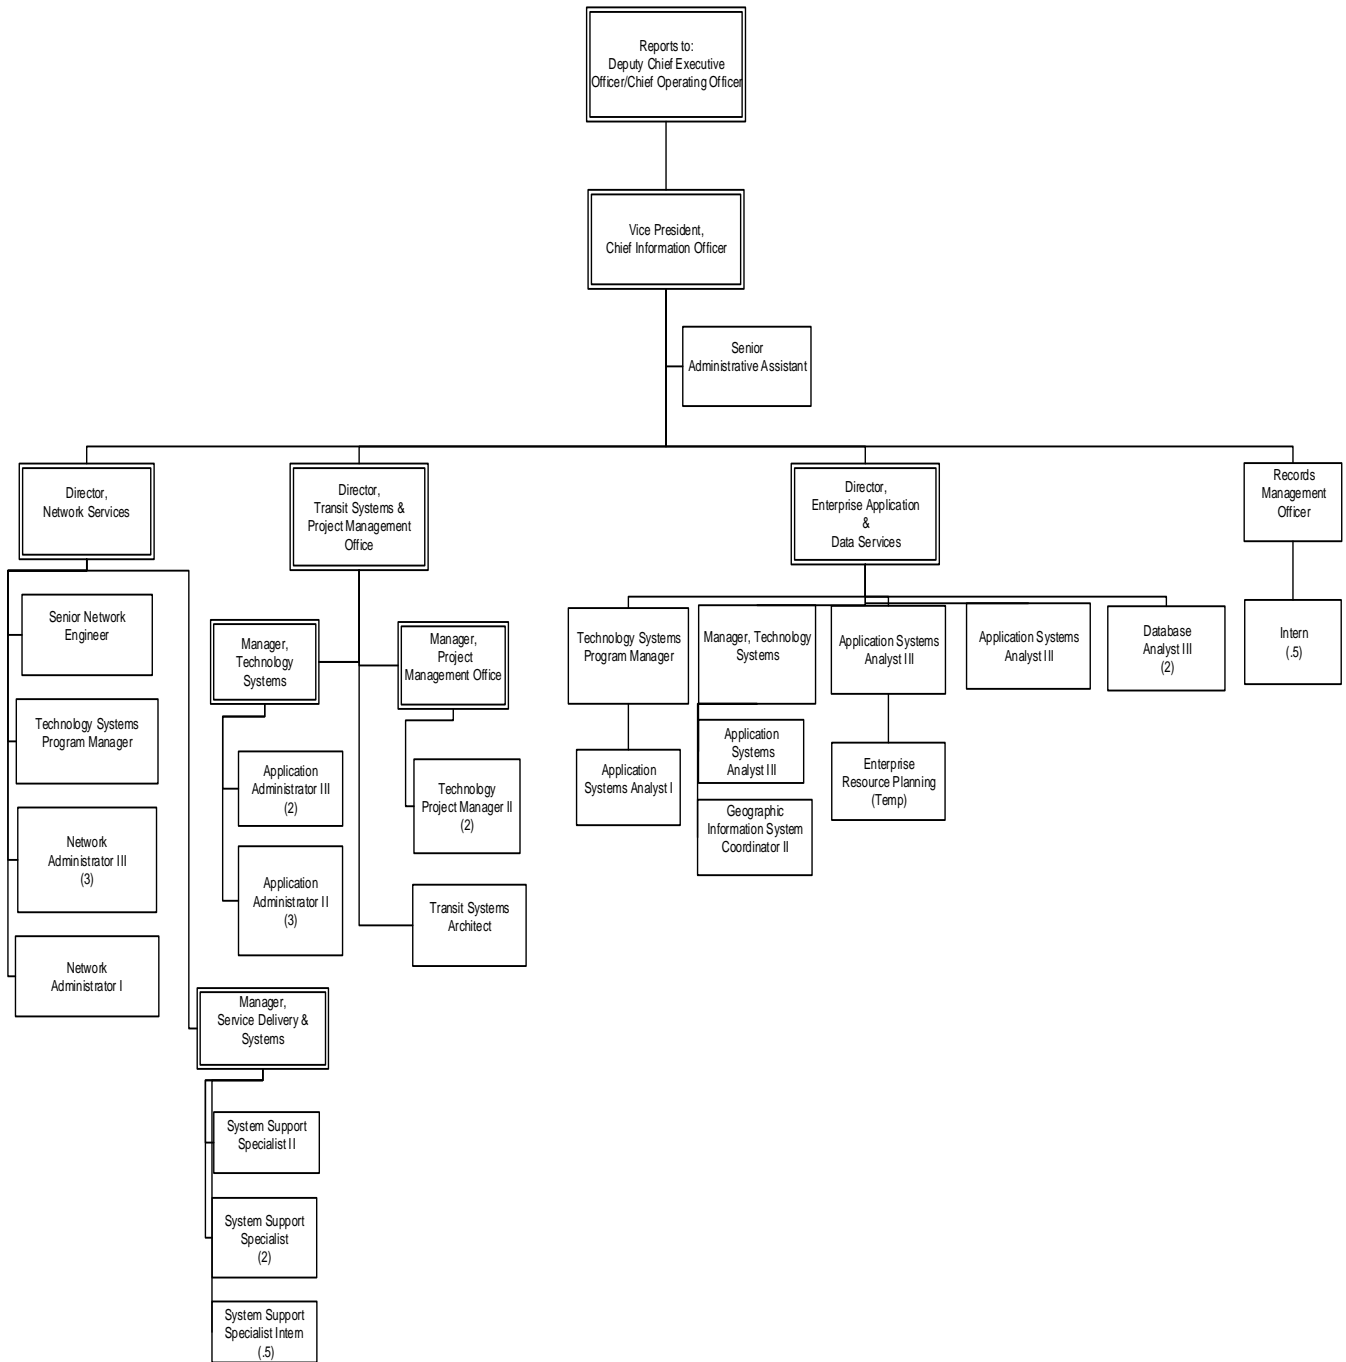 Reports to:
Deputy Chief Executive
Officer/Chief Operating Officer
Vice President,
Chief Information Officer
Senior
Administrative Assistant
Director,
Network Services
Director,
Transit Systems &
Project Management
Office
Director,
Enterprise Application
&
Data Services
Records
Management
Officer
Senior Network
Engineer
Technology Systems
Program Manager
Network
Administrator III
(3)
Network
Administrator I
Manager,
Service Delivery &
Systems
System Support
Specialist II
System Support
Specialist
(2)
System Support
Specialist Intern
(.5)
Manager,
Technology
Systems
Application
Administrator III
(2)
Application
Administrator II
(3)
Manager,
Project
Management Office
Technology
Project Manager II
(2)
Transit Systems
Architect
Technology Systems
Program Manager
Application
Systems Analyst I
Manager, Technology
Systems
Application
Systems
Analyst III
Geographic
Information System
Coordinator II
Application Systems
Analyst III
Enterprise
Resource Planning
(Temp)
Application Systems
Analyst III
Database
Analyst III
(2)
Intern
(.5)